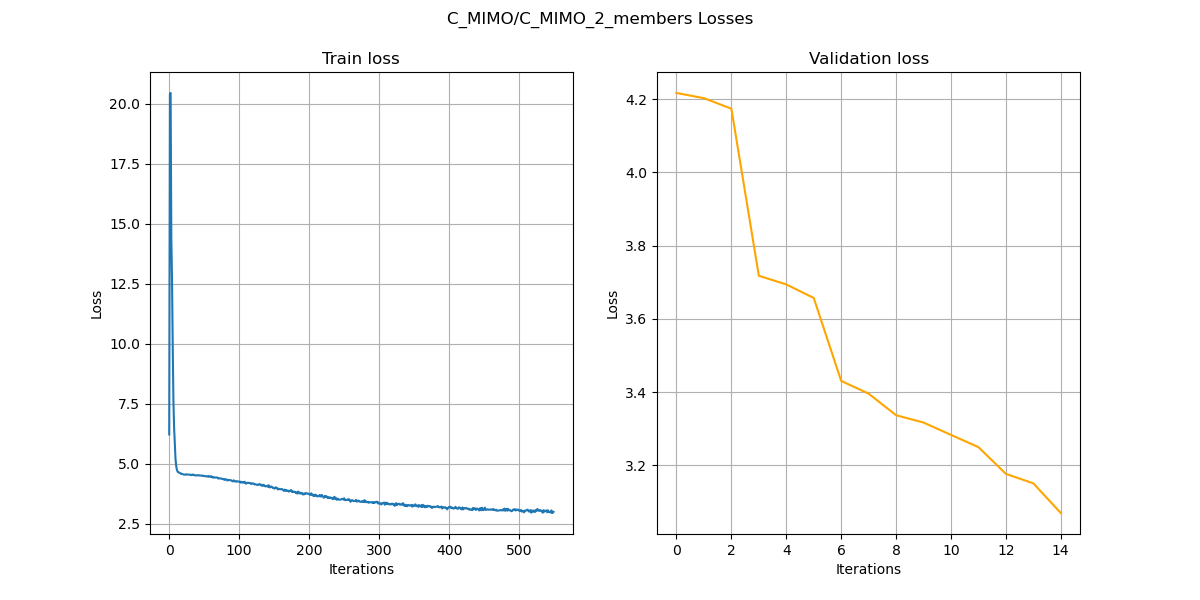 C_MIMO/C_MIMO_2_members Losses
Train loss
20.0
17.5
15.0
12.5
10.0
7.5
5.0
2.5
Loss
0 100 200 300 400 500
Iterations
Validation loss
4.2
4.0
3.8
3.6
3.4
3.2
Loss
0 2 4 6 8 10 12 14
Iterations